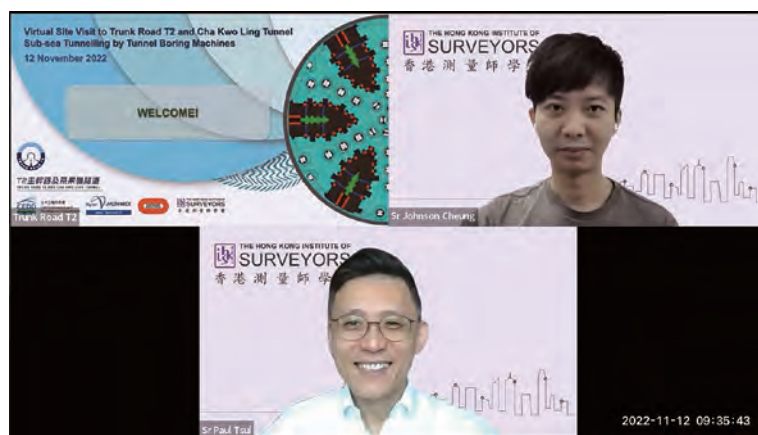 Virtual Site Visit to Trunk Road T2 and Cha Kwo Ling Tunnel
Sub-sea Tunnelling by Tunnel Boring Machines
12 November 2022
WELCOME!
T2主幹路及茶果嶺隧道
CEDD
SURVEYORS
Trunk Road T2
THE HONG KONG INSTITUTE OF
SURVEYORS
香港測量師學
Sr Johnson Cheung
THE HONG KONG INSTITUTE OF
SURVEYORS
香港測量師學
Sr Paul Tsui
2022-11-12 09:35:43